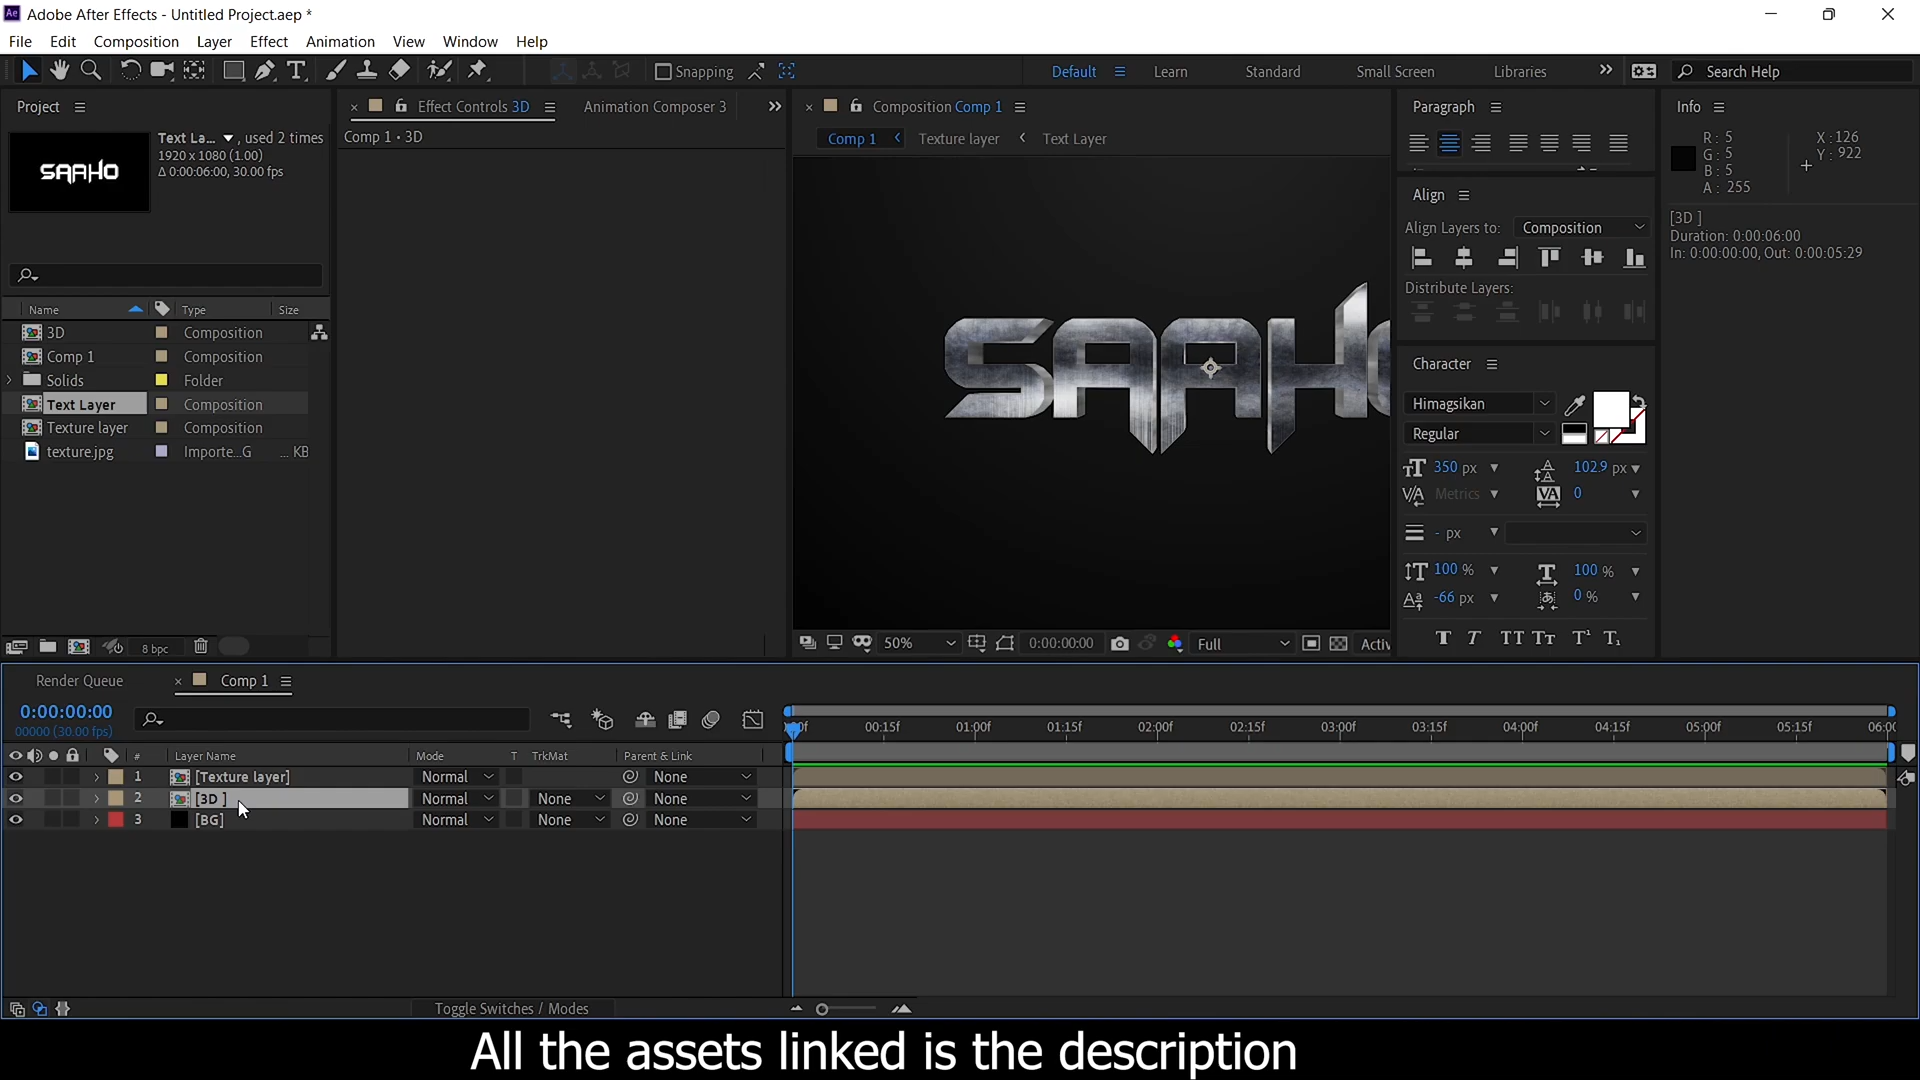 Adobe After Effects - Untitled Project.aep *
File Edit Composition Layer Effect Animation View Window Help
Snapping
Default Learn Standard Small Screen Libraries Search Help
Project
Text La... , used 2 times
1920 x 1080 (1.00)
Δ 0:00:06:00, 30.00 fps
SAAHO
Name Type Size
3D Composition
Comp 1 Composition
Solids Folder
Text Layer Composition
Texture layer Composition
texture.jpg Importe...G ... KB
8 bpc
Effect Controls 3D Animation Composer 3
Comp 1 • 3D
Composition Comp 1
Comp 1 Texture layer Text Layer
SAAHO
50% 0:00:00:00 Full Activ
Paragraph
Align
Align Layers to: Composition
Distribute Layers:
Character
Himagsikan
Regular
350 px 102.9 px
Metrics 0
- px
100 % 100 %
-66 px 0 %
Info
R: 5
G: 5
B: 5
A: 255
X: 126
Y: 922
[3D ]
Duration: 0:00:06:00
In: 0:00:00:00, Out: 0:00:05:29
Render Queue Comp 1
0:00:00:00
00000 (30.00 fps)
00:15f 01:00f 01:15f 02:00f 02:15f 03:00f 03:15f 04:00f 04:15f 05:00f 05:15f
# Layer Name Mode T TrkMat Parent & Link
1 [Texture layer] Normal None
2 [3D ] Normal None None
3 [BG] Normal None None
Toggle Switches / Modes
All the assets linked is the description